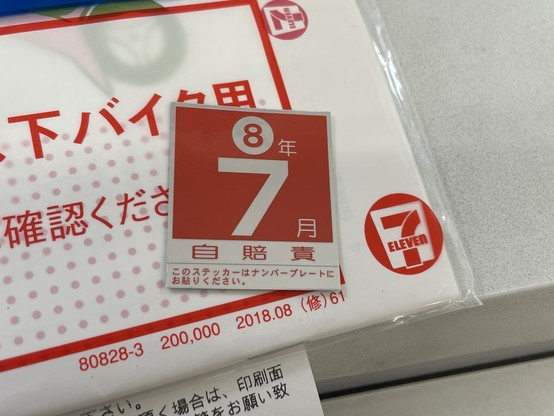 下バイク用
確認くださ
8年
7月
自賠責
このステッカーはナンバープレートに
お貼りください。
7
ELEVEN
80828-3 200,000 2018.08 (修)61
さい。
く場合は、印刷面
をお願い致